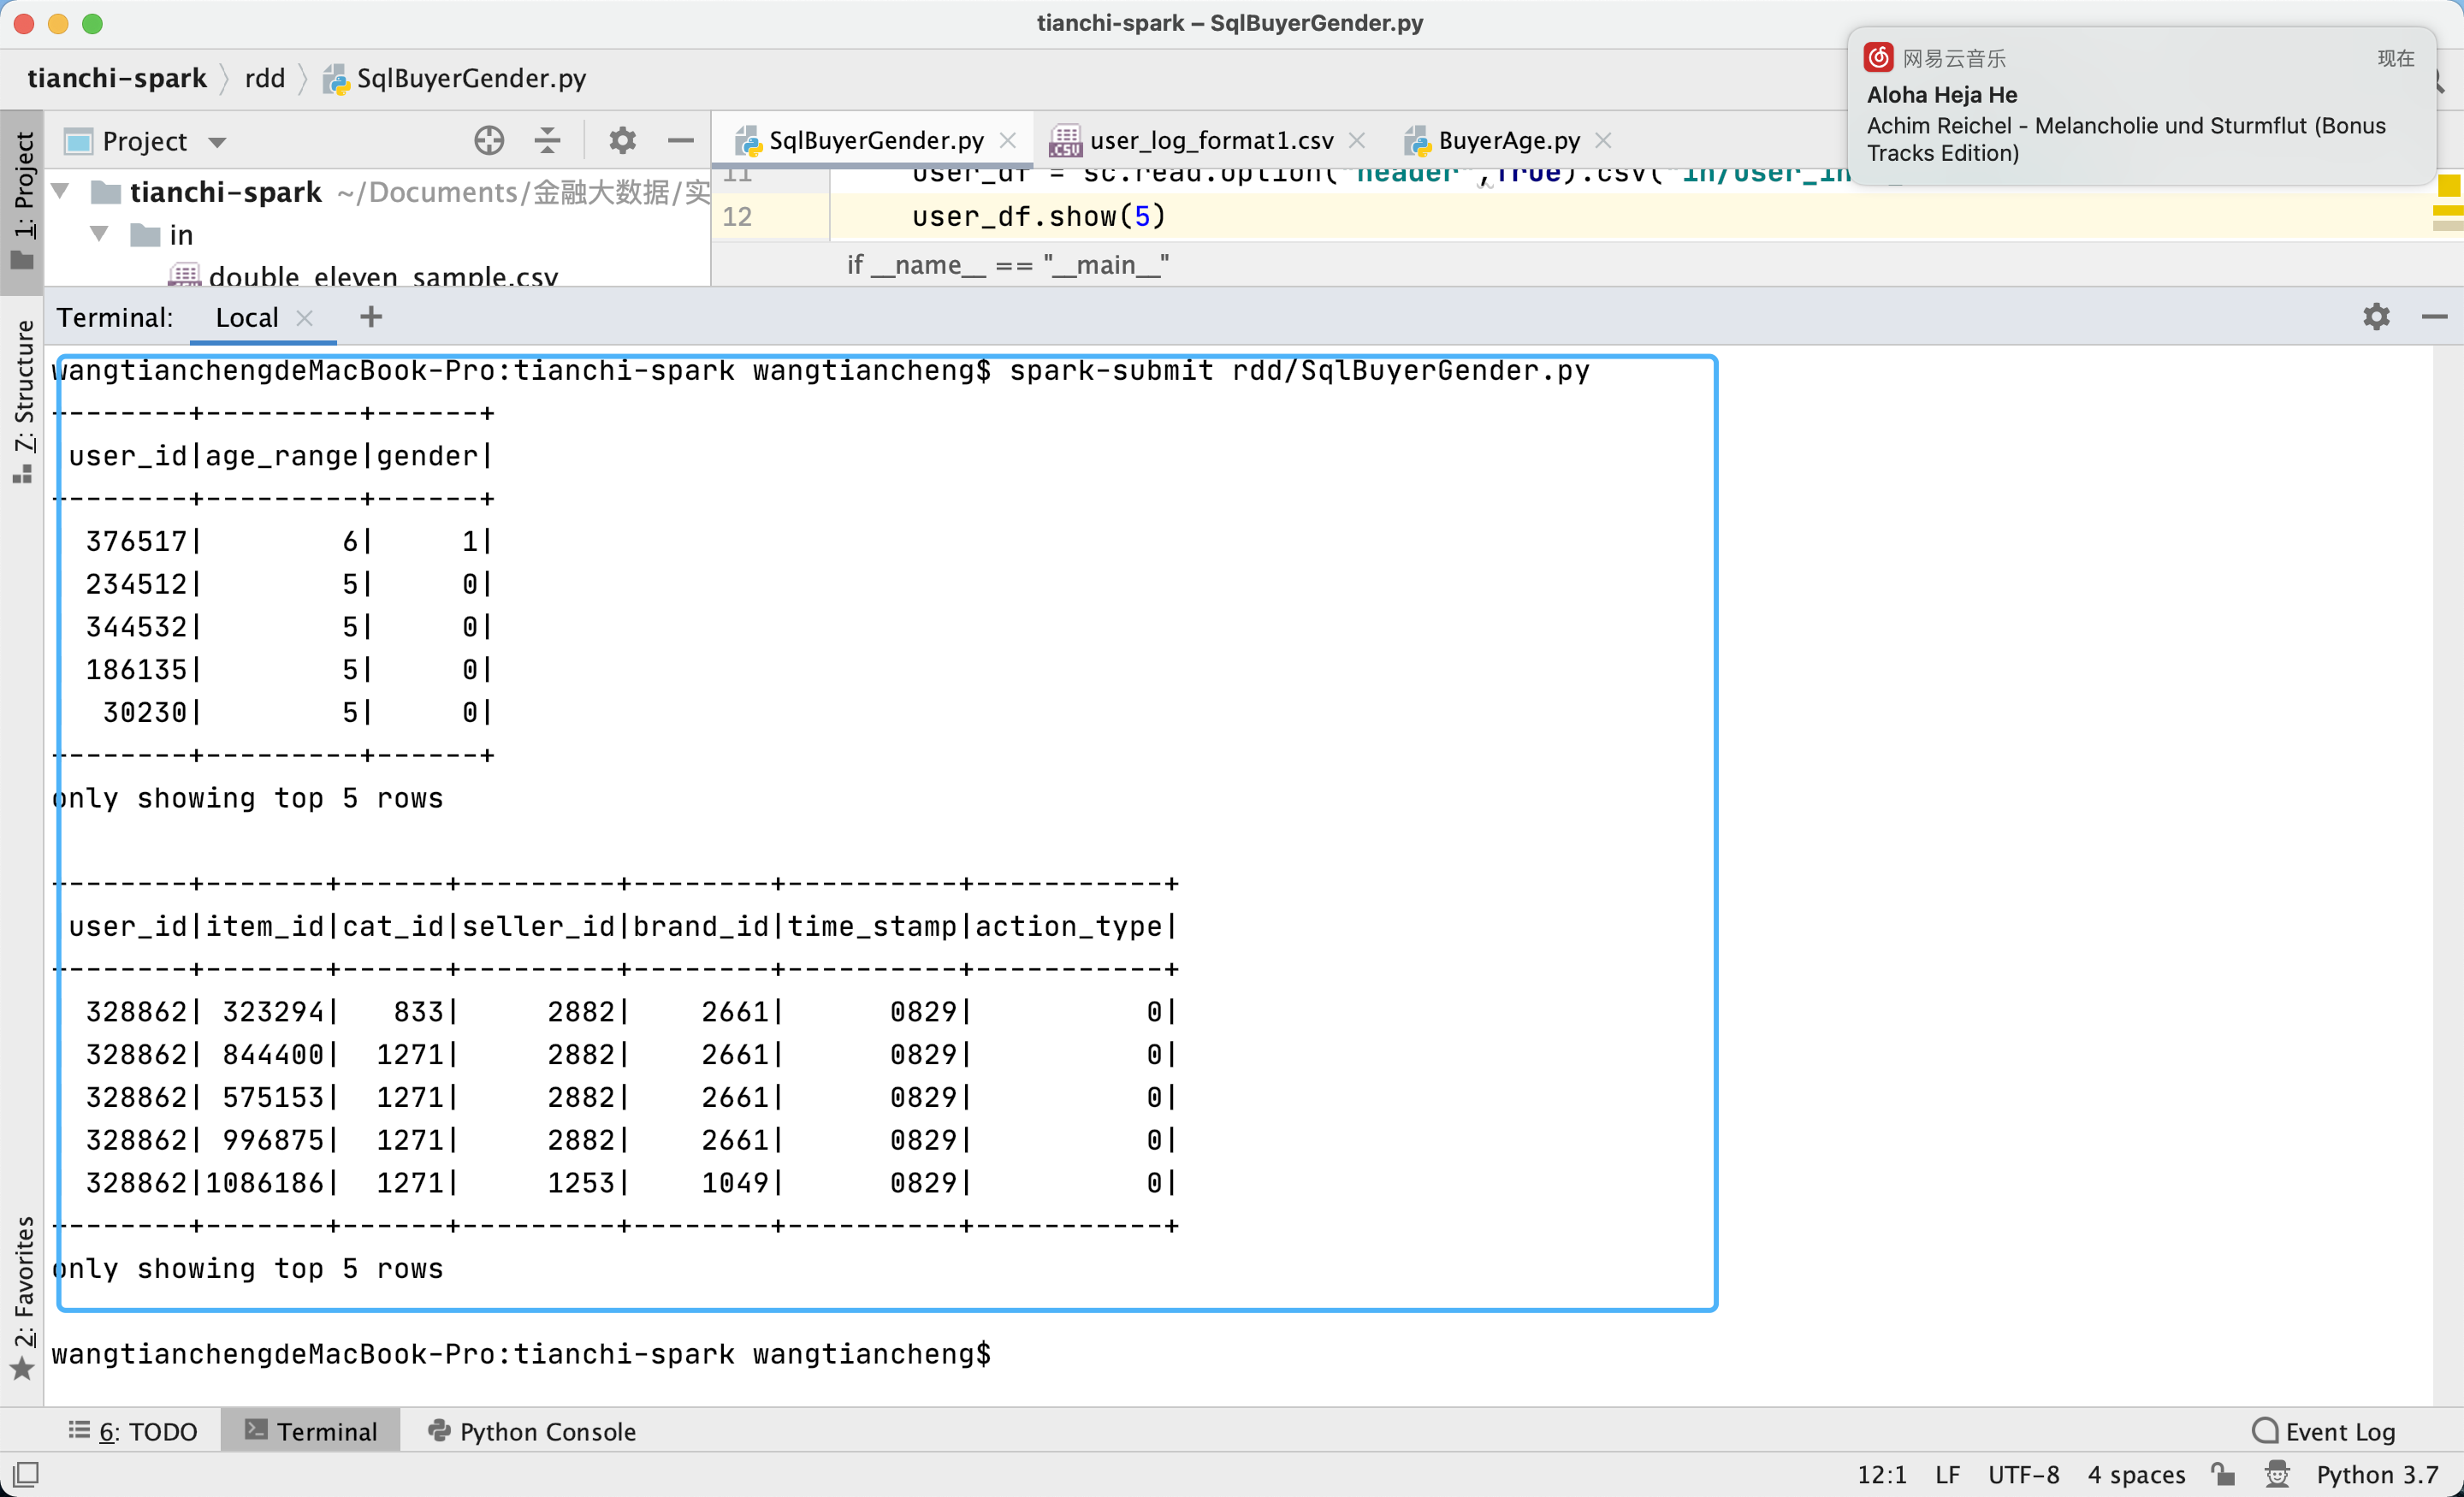 tianchi-spark – SqlBuyerGender.py
网易云音乐
现在
Aloha Heja He
Achim Reichel - Melancholie und Sturmflut (Bonus
Tracks Edition)
tianchi-spark rdd SqlBuyerGender.py
Project
SqlBuyerGender.py user_log_format1.csv BuyerAge.py
tianchi-spark ~/Documents/金融大数据/实
in
double_eleven_sample.csv
11 user_df = sc.read.option("header",True).csv("in/user_in
12 user_df.show(5)
if __name__ == "__main__"
1: Project
7: Structure
2: Favorites
Terminal: Local +
wangtianchengdeMacBook-Pro:tianchi-spark wangtiancheng$ spark-submit rdd/SqlBuyerGender.py
--------+---------+------+
user_id|age_range|gender|
--------+---------+------+
376517| 6| 1|
234512| 5| 0|
344532| 5| 0|
186135| 5| 0|
30230| 5| 0|
--------+---------+------+
only showing top 5 rows
--------+-------+------+---------+--------+----------+-----------+
user_id|item_id|cat_id|seller_id|brand_id|time_stamp|action_type|
--------+-------+------+---------+--------+----------+-----------+
328862| 323294| 833| 2882| 2661| 0829| 0|
328862| 844400| 1271| 2882| 2661| 0829| 0|
328862| 575153| 1271| 2882| 2661| 0829| 0|
328862| 996875| 1271| 2882| 2661| 0829| 0|
328862|1086186| 1271| 1253| 1049| 0829| 0|
--------+-------+------+---------+--------+----------+-----------+
only showing top 5 rows
wangtianchengdeMacBook-Pro:tianchi-spark wangtiancheng$
6: TODO Terminal Python Console Event Log
12:1 LF UTF-8 4 spaces Python 3.7